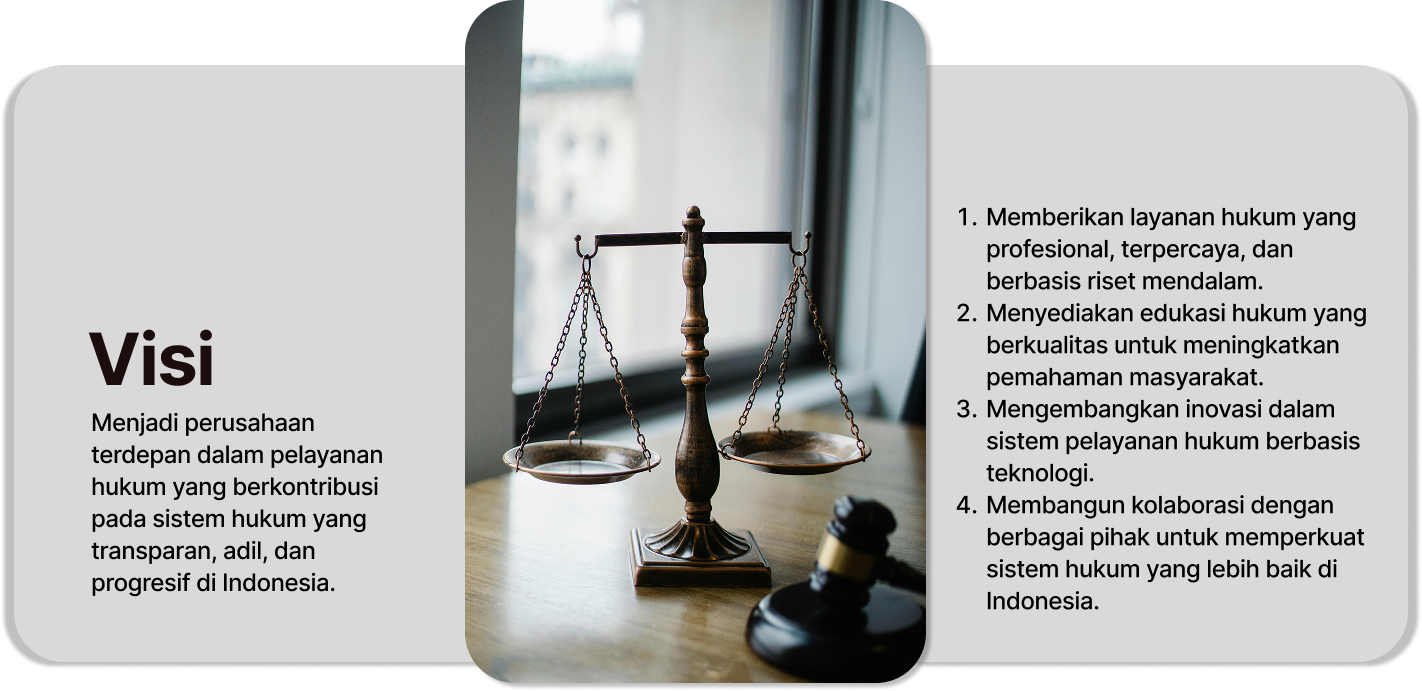 Visi
Menjadi perusahaan
terdepan dalam pelayanan
hukum yang berkontribusi
pada sistem hukum yang
transparan, adil, dan
progresif di Indonesia.
1. Memberikan layanan hukum yang
profesional, terpercaya, dan
berbasis riset mendalam.
2. Menyediakan edukasi hukum yang
berkualitas untuk meningkatkan
pemahaman masyarakat.
3. Mengembangkan inovasi dalam
sistem pelayanan hukum berbasis
teknologi.
4. Membangun kolaborasi dengan
berbagai pihak untuk memperkuat
sistem hukum yang lebih baik di
Indonesia.